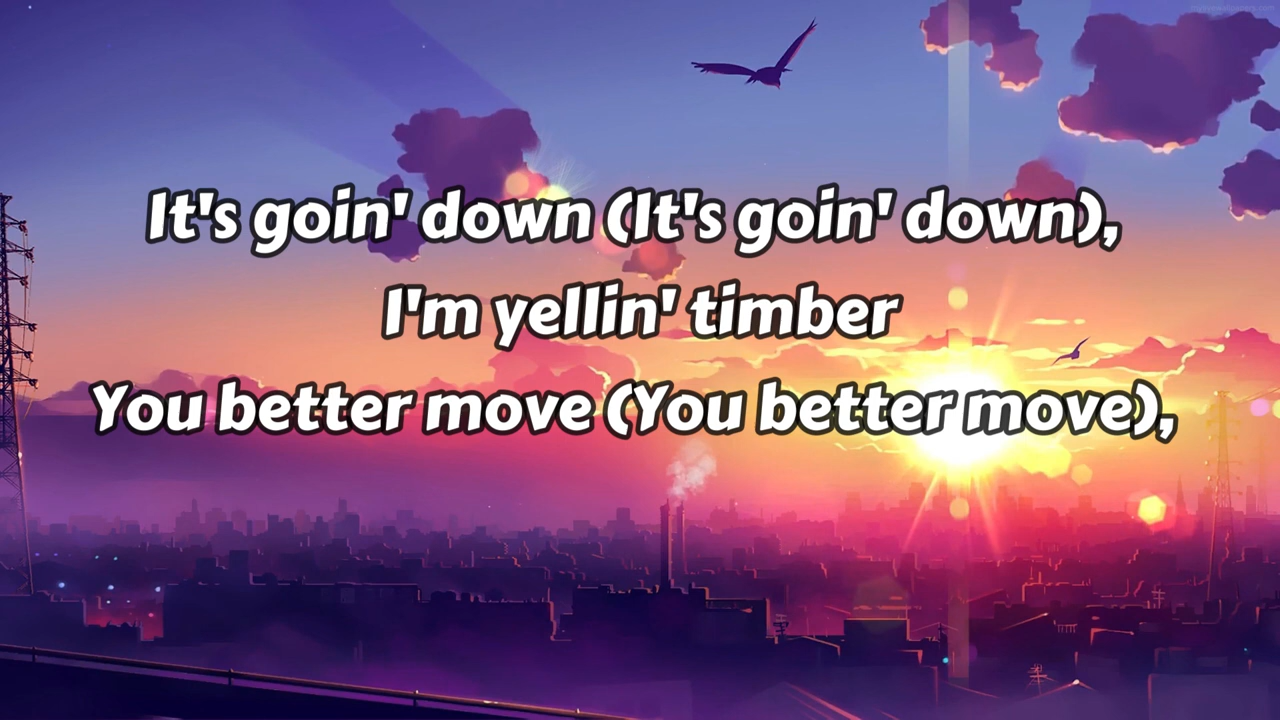 It's goin' down (It's goin' down),
I'm yellin' timber
You better move (You better move),